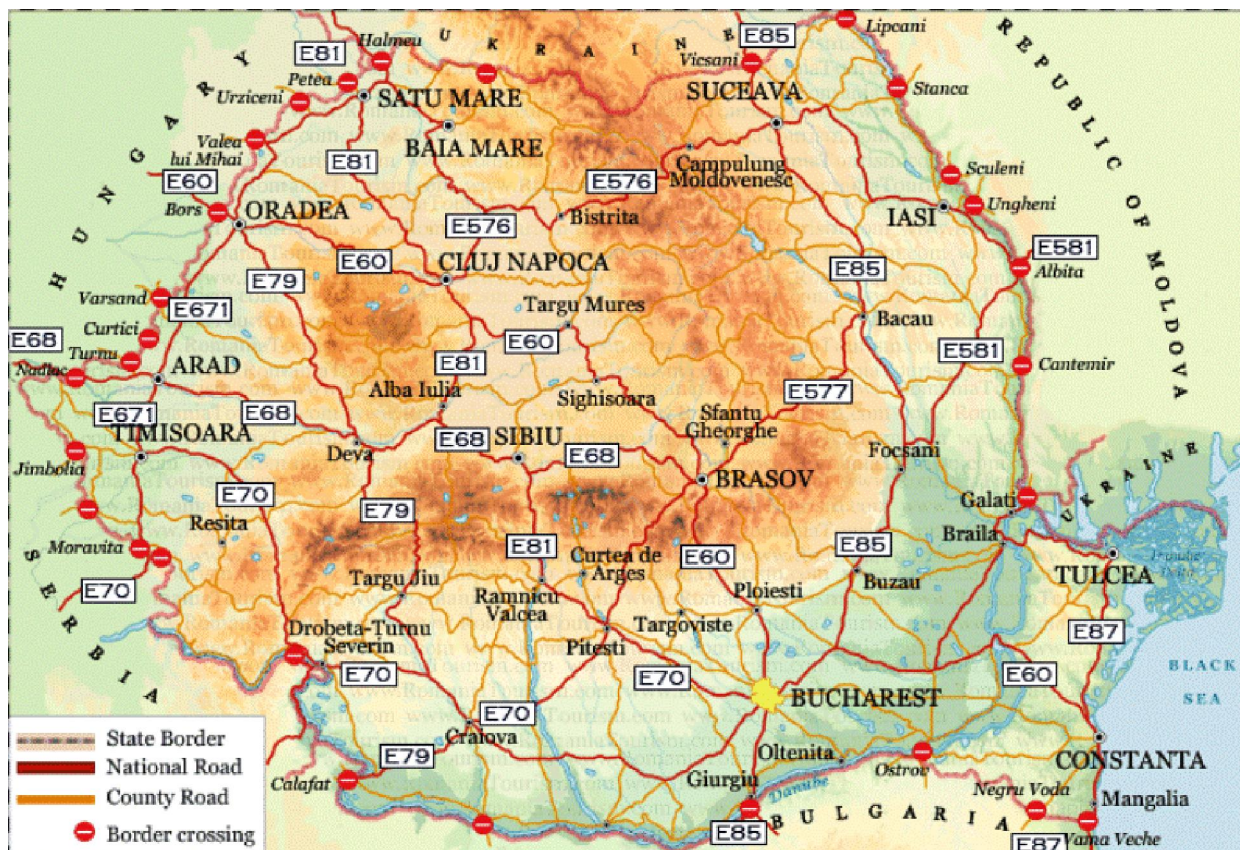 UKRAINE
E81
Halmeu
E85
Lipcani
REPUBLIC OF MOLDOVA
HUNGARY
Vicsani
Petea
Urziceni
SATU MARE
SUCEAVA
Stanca
Valea
lui Mihai
BAIA MARE
E81
Campulung
Moldovenesc
Sculeni
E60
E576
Bors
ORADEA
Bistrita
IASI
Ungheni
E576
E581
E60
CLUJ NAPOCA
E85
Albita
E79
Varsand
E671
Targu Mures
Bacau
Curtici
E68
Turnu
E60
E581
Nadlac
ARAD
E81
Cantemir
Alba Iulia
Sighisoara
E577
E671
E68
Sfantu
Gheorghe
TIMISOARA
E68
SIBIU
E68
Focsani
UKRAINE
Jimbolia
Deva
BRASOV
E70
Galati
Resita
E79
Braila
Moravita
E81
Curtea de
Arges
E60
E85
TULCEA
Targu Jiu
Buzau
E70
Ramnicu
Valcea
Ploiesti
SERBIA
Drobeta-Turnu
Severin
Targoviste
E87
Pitesti
E70
E70
E60
BLACK
SEA
BUCHAREST
E70
Craiova
State Border
Oltenita
National Road
E79
Ostrov
CONSTANTA
Calafat
Giurgiu
Danube
Negru Voda
County Road
Mangalia
BULGARIA
Border crossing
E85
E87
Vama Veche